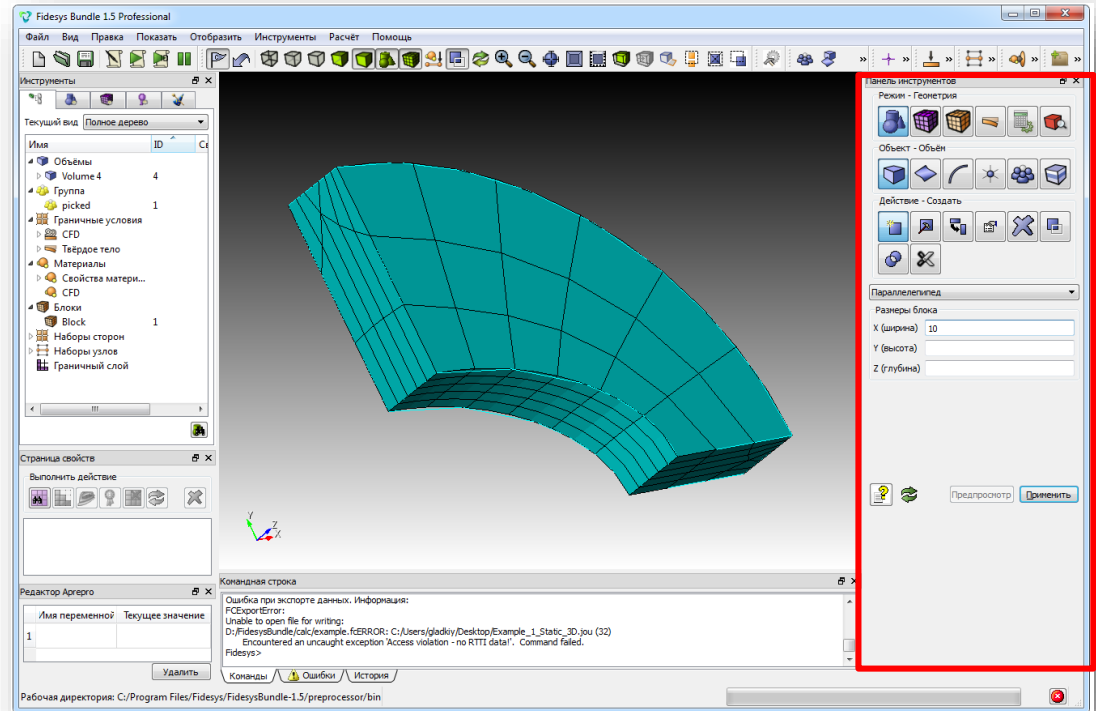 Fidesys Bundle 1.5 Professional
Файл Вид Правка Показать Отобразить Инструменты Расчёт Помощь
Инструменты
Текущий вид Полное дерево
Имя ID
Объёмы
Volume 4 4
Группа
picked 1
Граничные условия
CFD
Твёрдое тело
Материалы
Свойства матери...
CFD
Блоки
Block 1
Наборы сторон
Наборы узлов
Граничный слой
Страница свойств
Выполнить действие
Редактор Aprepro
Имя переменной Текущее значение
1
Удалить
Y
Z
X
Командная строка
Ошибка при экспорте данных. Информация:
FCExportError:
Unable to open file for writing:
D:/FidesysBundle/calc/example.fcERROR: C:/Users/gladkiy/Desktop/Example_1_Static_3D.jou (32)
Encountered an uncaught exception 'Access violation - no RTTI data!'. Command failed.
Fidesys>
Команды Ошибки История
Панель инструментов
Режим - Геометрия
Объект - Объём
Действие - Создать
Параллелепипед
Размеры блока
X (ширина) 10
Y (высота)
Z (глубина)
Предпросмотр Применить
Рабочая директория: C:/Program Files/Fidesys/FidesysBundle-1.5/preprocessor/bin